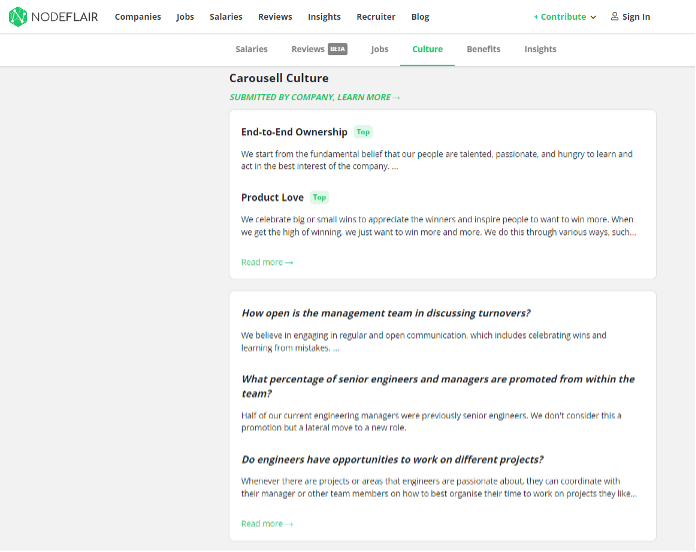 NODEFLAIR Companies Jobs Salaries Reviews Insights Recruiter Blog + Contribute Sign In
Salaries Reviews BETA Jobs Culture Benefits Insights
Carousell Culture
SUBMITTED BY COMPANY, LEARN MORE →
End-to-End Ownership Top
We start from the fundamental belief that our people are talented, passionate, and hungry to learn and
act in the best interest of the company. ...
Product Love Top
We celebrate big or small wins to appreciate the winners and inspire people to want to win more. When
we get the high of winning, we just want to win more and more. We do this through various ways, such...
Read more →
How open is the management team in discussing turnovers?
We believe in engaging in regular and open communication, which includes celebrating wins and
learning from mistakes. ...
What percentage of senior engineers and managers are promoted from within the
team?
Half of our current engineering managers were previously senior engineers. We don't consider this a
promotion but a lateral move to a new role.
Do engineers have opportunities to work on different projects?
Whenever there are projects or areas that engineers are passionate about, they can coordinate with
their manager or other team members on how to best organise their time to work on projects they like...
Read more →